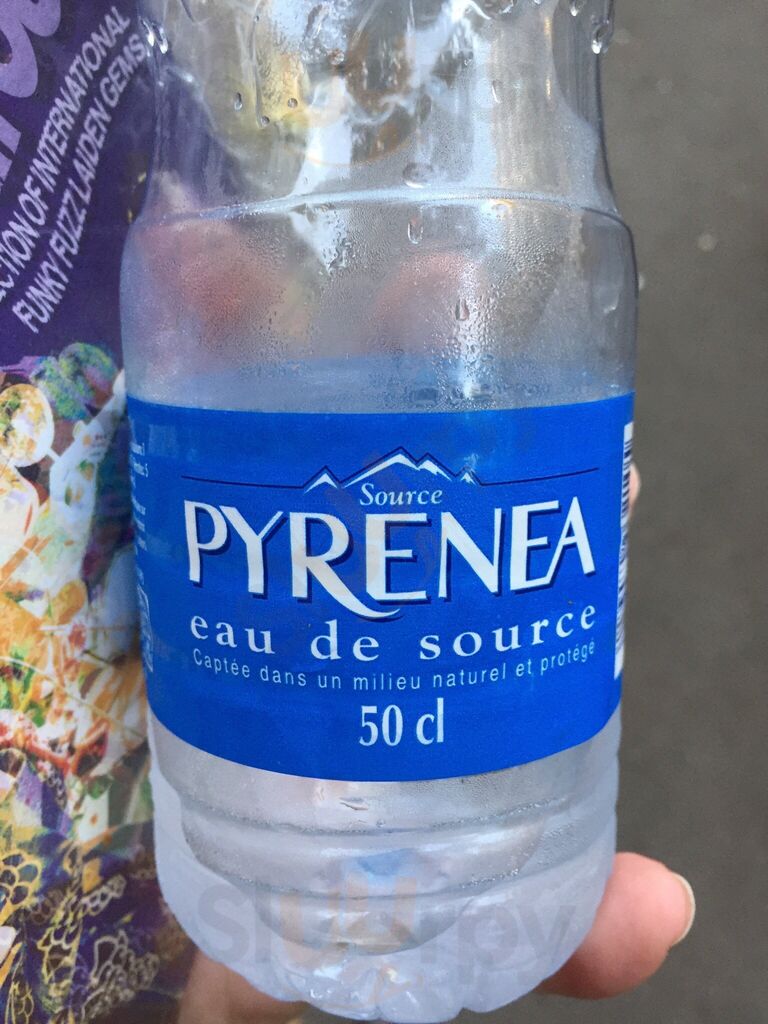 CTION OF INTERNATIONAL
FUNKY FUZZ LAIDEN GEMS
Source
PYRENEA
eau de source
Captée dans un milieu naturel et protégé
50 cl
slurpy